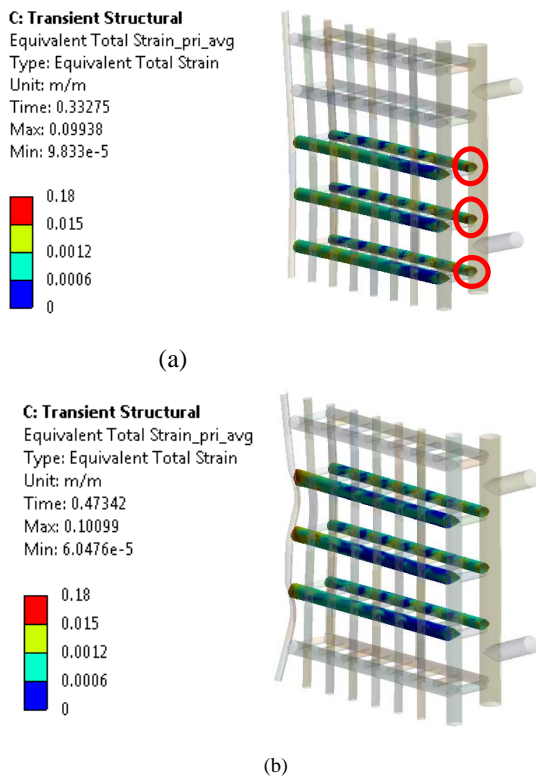 C: Transient Structural
Equivalent Total Strain_pri_avg
Type: Equivalent Total Strain
Unit: m/m
Time: 0.33275
Max: 0.09938
Min: 9.833e-5
0.18
0.015
0.0012
0.0006
0
(a)
C: Transient Structural
Equivalent Total Strain_pri_avg
Type: Equivalent Total Strain
Unit: m/m
Time: 0.47342
Max: 0.10099
Min: 6.0476e-5
0.18
0.015
0.0012
0.0006
0
(b)